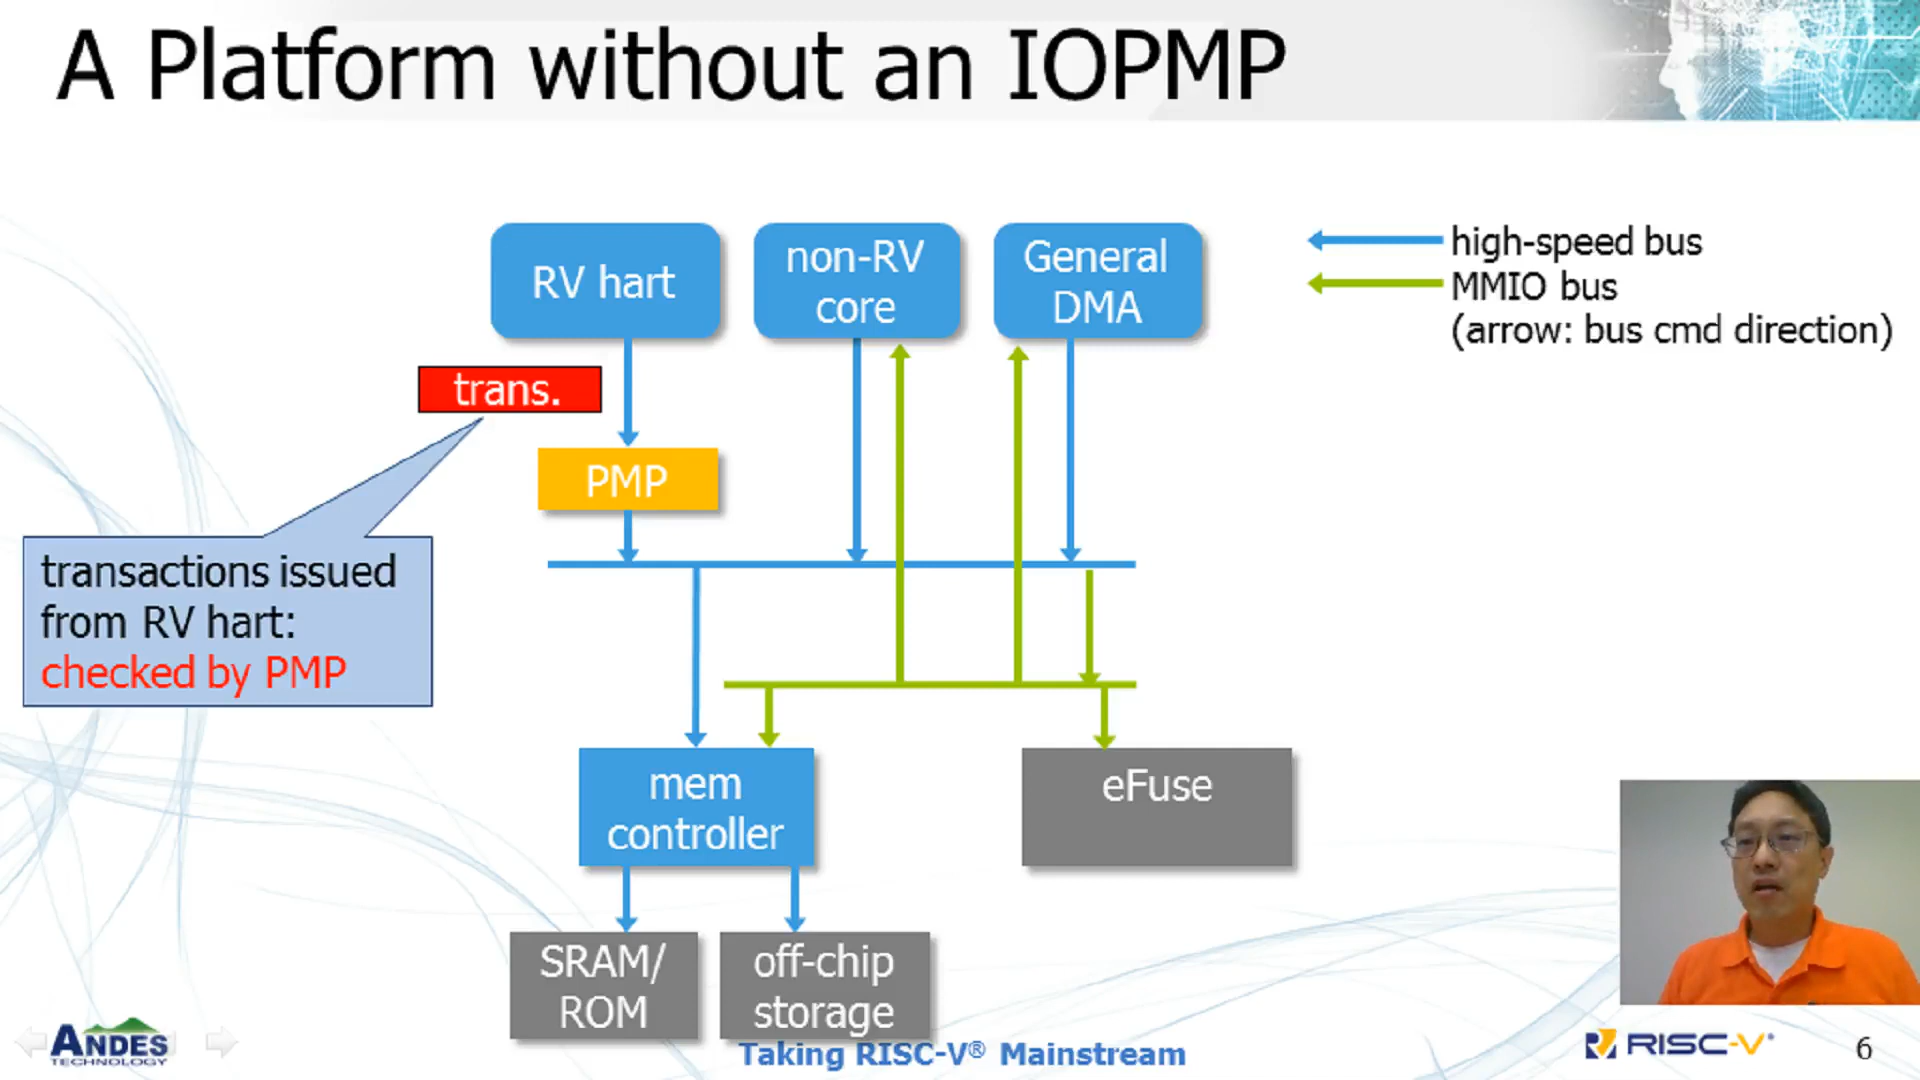 A Platform without an IOPMP
RV hart
non-RV
core
General
DMA
high-speed bus
MMIO bus
(arrow: bus cmd direction)
trans.
PMP
transactions issued
from RV hart:
checked by PMP
mem
controller
eFuse
SRAM/
ROM
off-chip
storage
ANDES
TECHNOLOGY
Taking RISC-V® Mainstream
RISC-V®
6